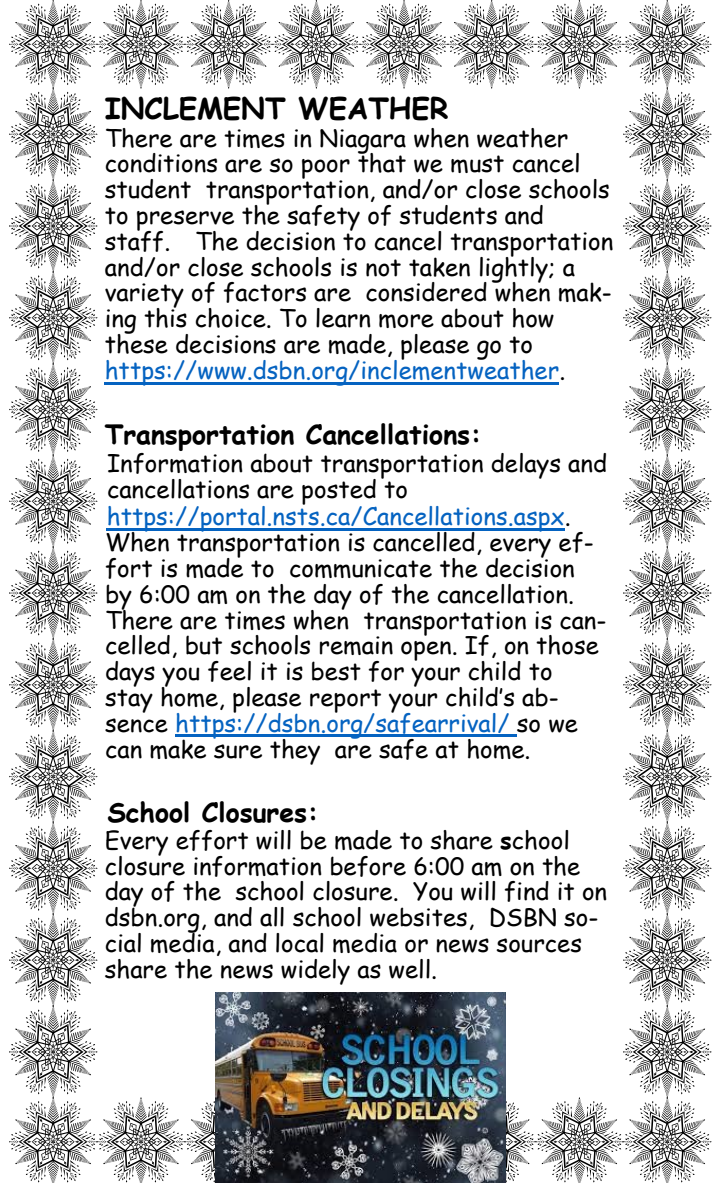 INCLEMENT WEATHER
There are times in Niagara when weather
conditions are so poor that we must cancel
student transportation, and/or close schools
to preserve the safety of students and
staff. The decision to cancel transportation
and/or close schools is not taken lightly; a
variety of factors are considered when mak-
ing this choice. To learn more about how
these decisions are made, please go to
https://www.dsbn.org/inclementweather.
Transportation Cancellations:
Information about transportation delays and
cancellations are posted to
https://portal.nsts.ca/Cancellations.aspx.
When transportation is cancelled, every ef-
fort is made to communicate the decision
by 6:00 am on the day of the cancellation.
There are times when transportation is can-
celled, but schools remain open. If, on those
days you feel it is best for your child to
stay home, please report your child's ab-
sence https://dsbn.org/safearrival/ so we
can make sure they are safe at home.
School Closures:
Every effort will be made to share school
closure information before 6:00 am on the
day of the school closure. You will find it on
dsbn.org, and all school websites, DSBN so-
cial media, and local media or news sources
share the news widely as well.
SCHOOL BUS
SCHOOL
CLOSINGS
AND DELAYS